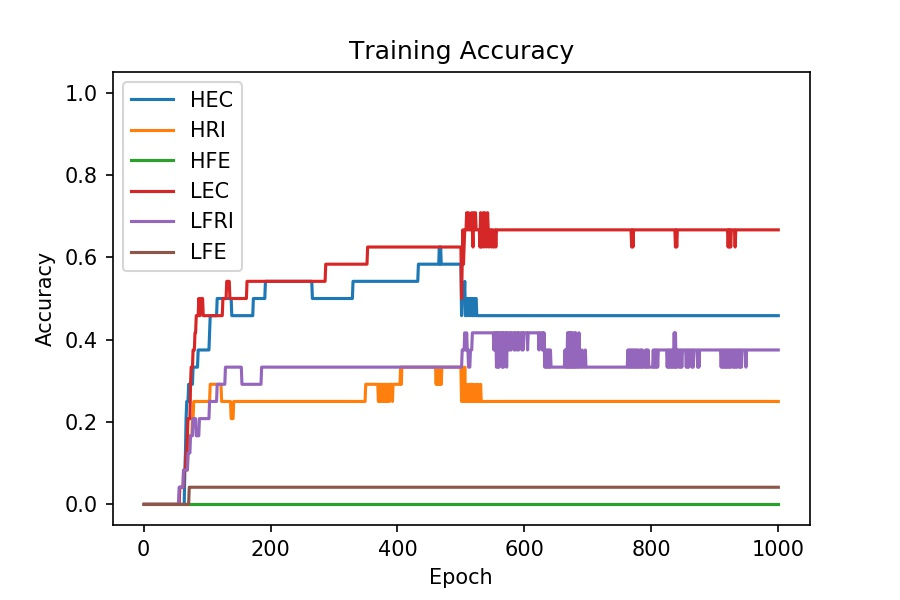 Training Accuracy
HEC
HRI
HFE
LEC
LFRI
LFE
1.0
0.8
0.6
0.4
0.2
0.0
Accuracy
0 200 400 600 800 1000
Epoch